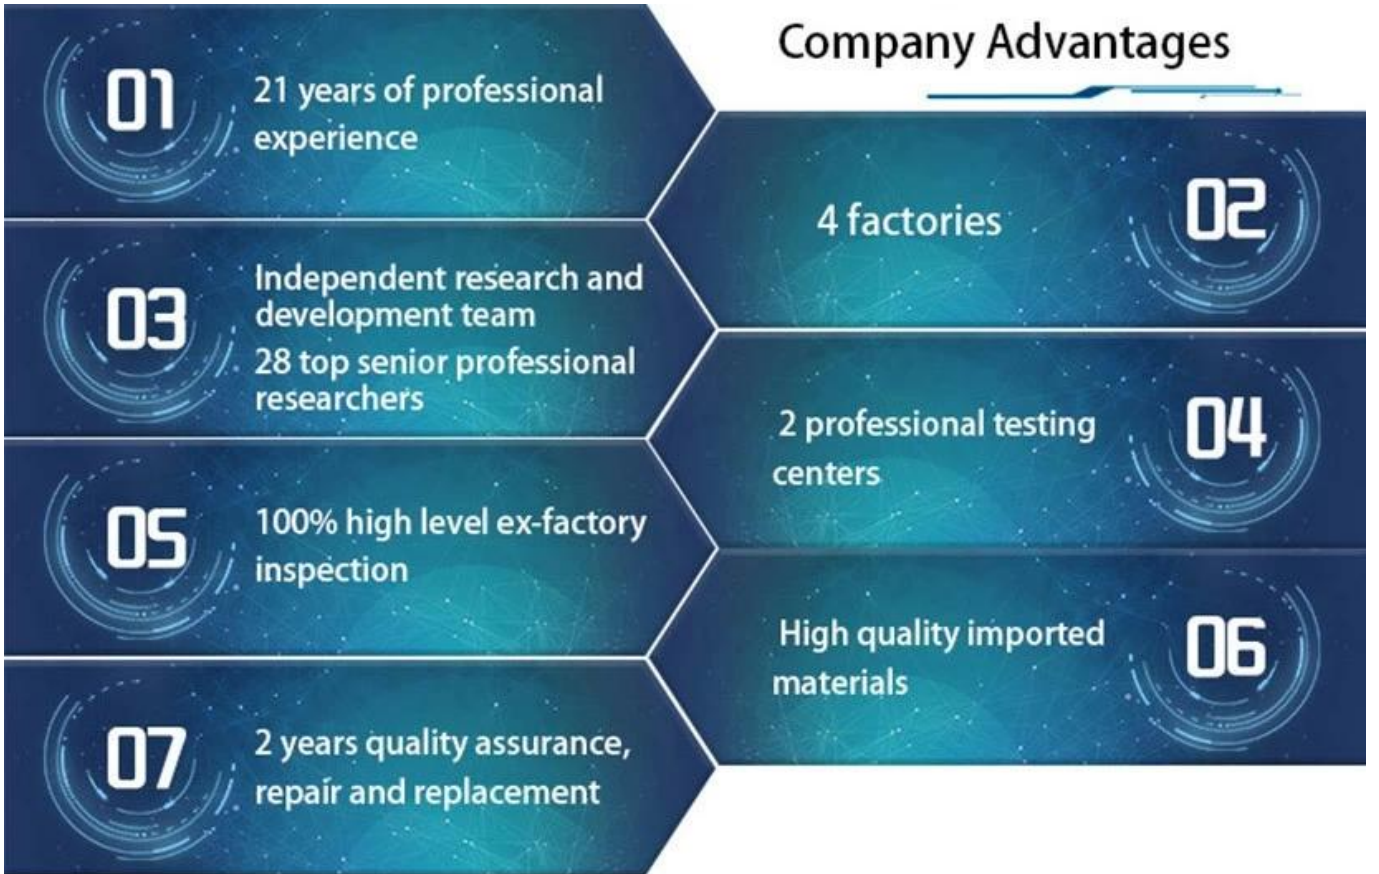 Company Advantages
01
21 years of professional
experience
02
4 factories
03
Independent research and
development team
28 top senior professional
researchers
04
2 professional testing
centers
05
100% high level ex-factory
inspection
06
High quality imported
materials
07
2 years quality assurance,
repair and replacement